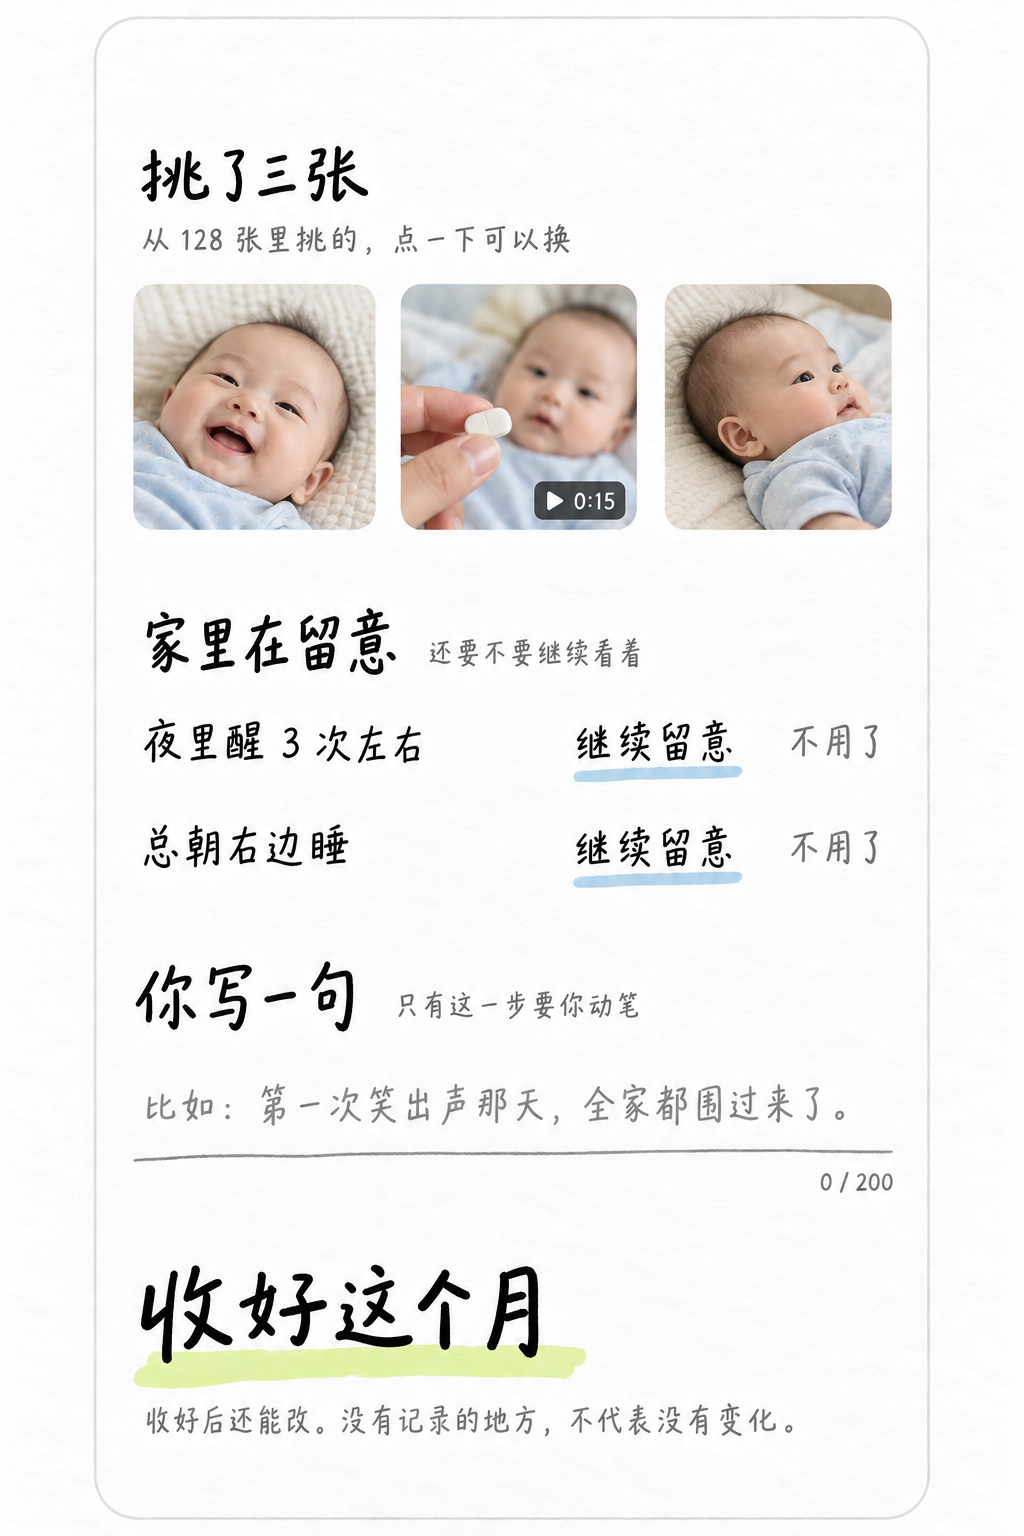 挑了三张
从 128 张里挑的，点一下可以换
0:15
家里在留意 还要不要继续看着
夜里醒 3 次左右 继续留意 不用了
总朝右边睡 继续留意 不用了
你写一句 只有这一步要你动笔
比如：第一次笑出声那天，全家都围过来了。
0 / 200
收好这个月
收好后还能改。没有记录的地方，不代表没有变化。